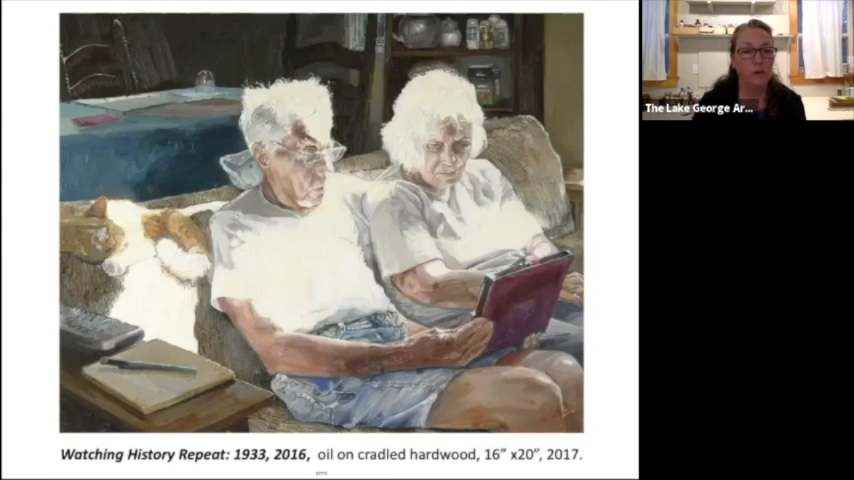 The Lake George Ar...
Watching History Repeat: 1933, 2016, oil on cradled hardwood, 16” x20”, 2017.